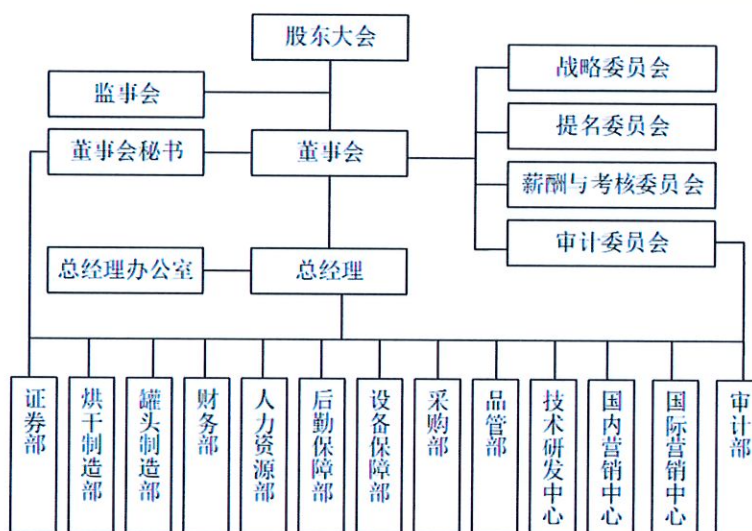 股东大会
监事会
战略委员会
提名委员会
董事会秘书
董事会
薪酬与考核委员会
审计委员会
总经理办公室
总经理
证券部
烘干制造部
罐头制造部
财务部
人力资源部
后勤保障部
设备保障部
采购部
品管部
技术研发中心
国内营销中心
国际营销中心
审计部